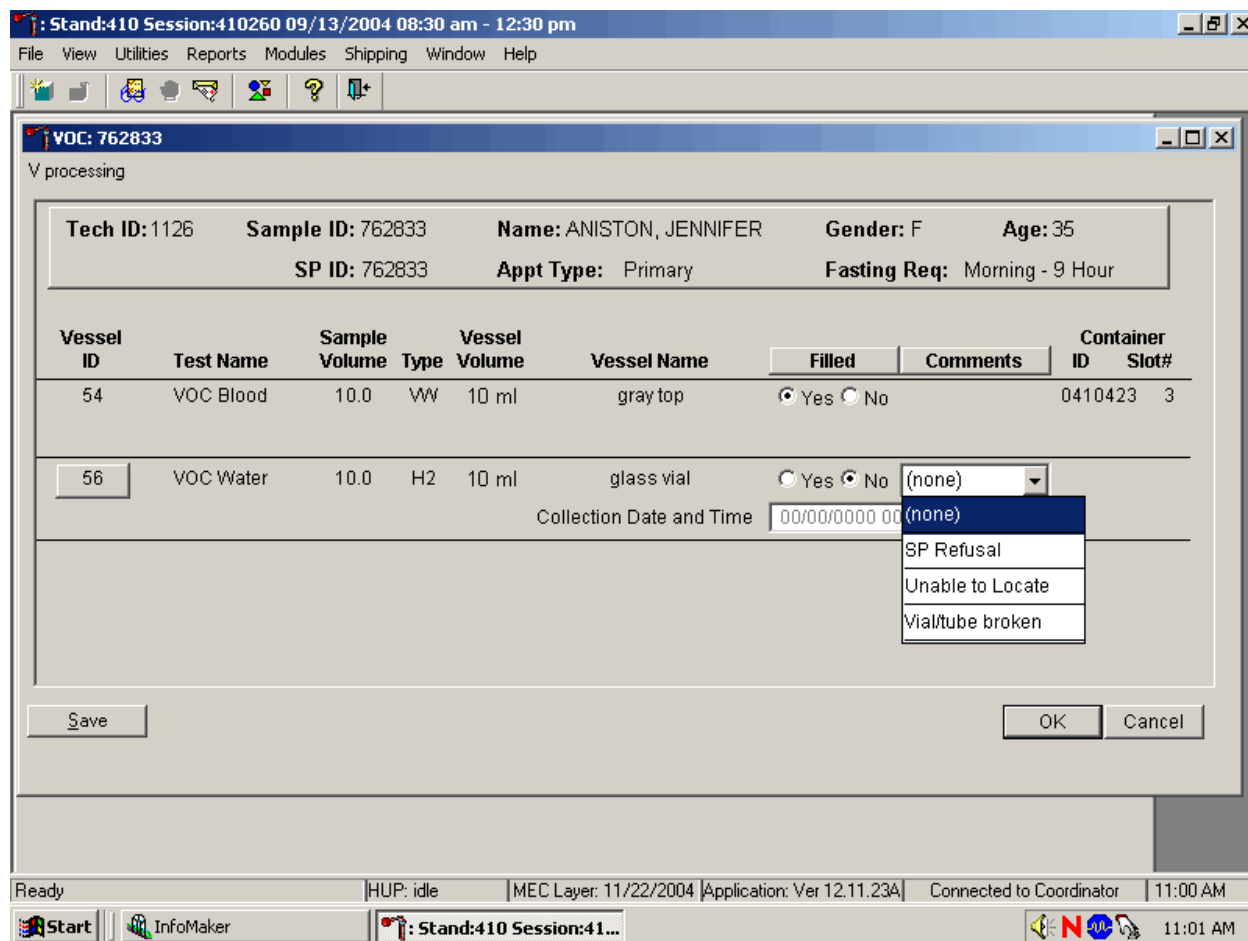 : Stand:410 Session:410260 09/13/2004 08:30 am - 12:30 pm
File View Utilities Reports Modules Shipping Window Help
VOC: 762833
V processing
Tech ID: 1126 Sample ID: 762833 Name: ANISTON, JENNIFER Gender: F Age: 35
SP ID: 762833 Appt Type: Primary Fasting Req: Morning - 9 Hour
Vessel Sample Vessel Container
ID Test Name Volume Type Volume Vessel Name Filled Comments ID Slot#
54 VOC Blood 10.0 VW 10 ml gray top Yes No 0410423 3
56 VOC Water 10.0 H2 10 ml glass vial Yes No (none)
Collection Date and Time 00/00/0000 00
(none)
SP Refusal
Unable to Locate
Vial/tube broken
Save OK Cancel
Ready HUP: idle MEC Layer: 11/22/2004 Application: Ver 12.11.23A Connected to Coordinator 11:00 AM
Start InfoMaker : Stand:410 Session:41... N 11:01 AM